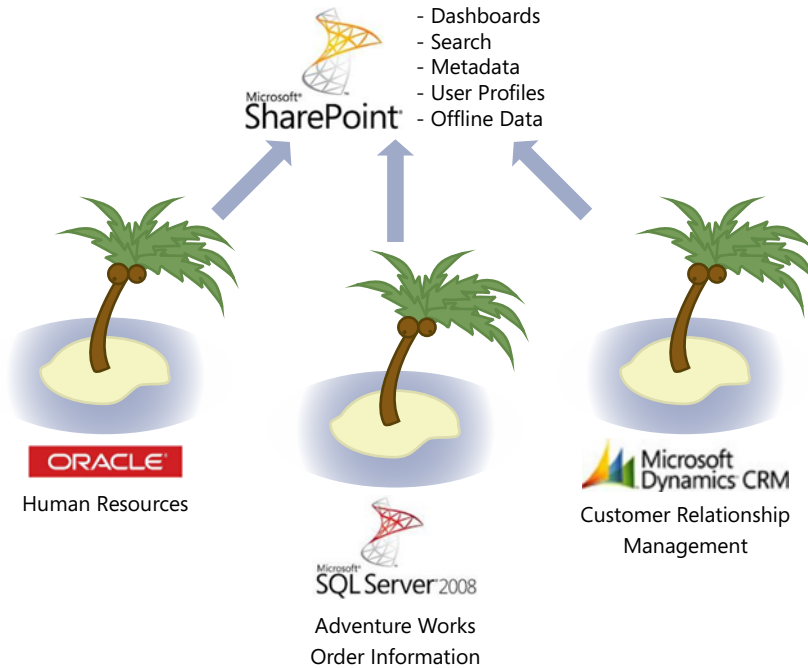 - Dashboards
- Search
- Metadata
- User Profiles
- Offline Data
Microsoft®
SharePoint®
ORACLE®
Human Resources
Microsoft®
SQL Server® 2008
Adventure Works
Order Information
Microsoft
Dynamics® CRM
Customer Relationship
Management